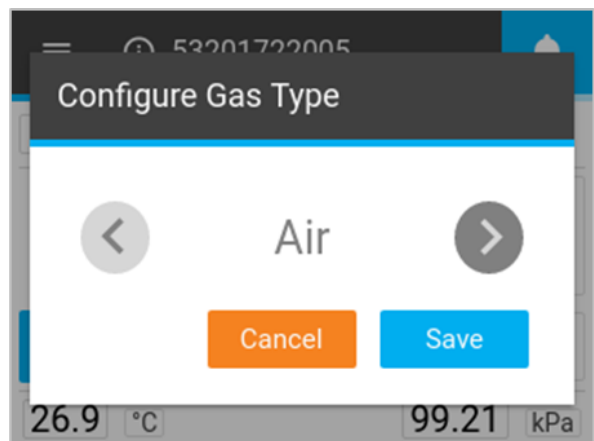 53201722005
Configure Gas Type
Air
Cancel Save
26.9 °C 99.21 kPa